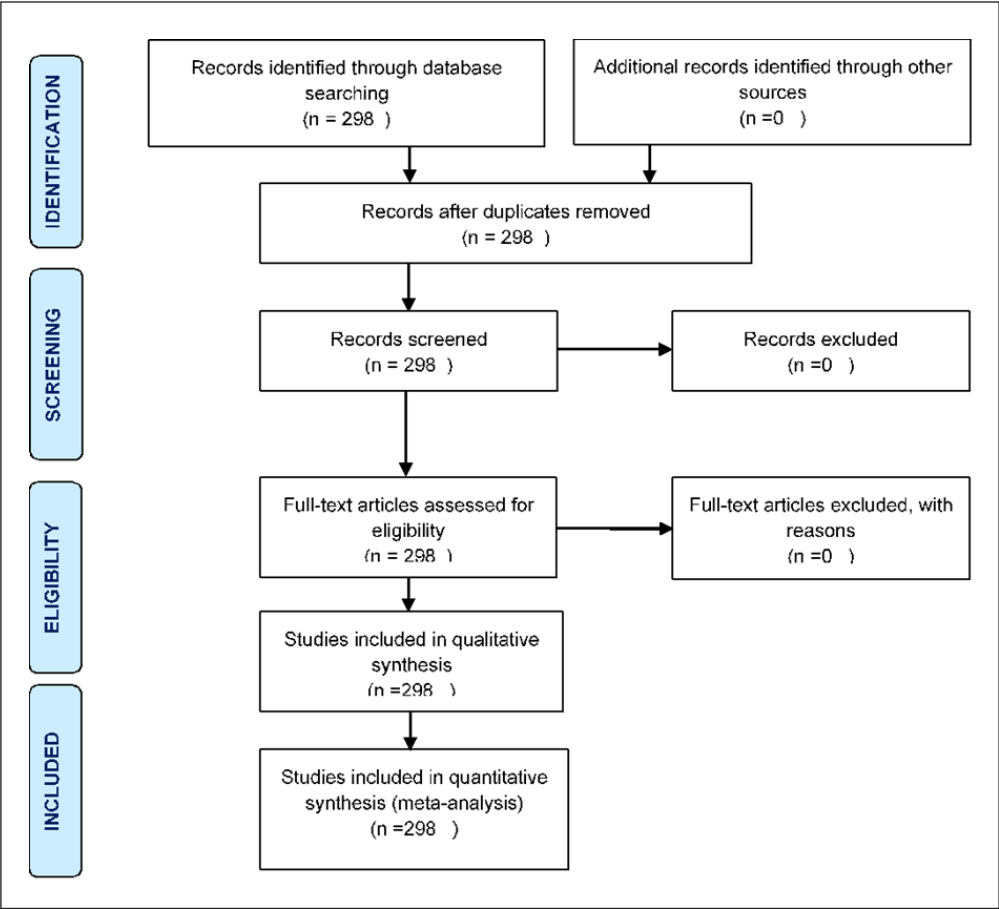 IDENTIFICATION
Records identified through database
searching
(n = 298  )
Additional records identified through other
sources
(n =0   )
Records after duplicates removed
(n = 298  )
SCREENING
Records screened
(n = 298  )
Records excluded
(n =0   )
ELIGIBILITY
Full-text articles assessed for
eligibility
(n = 298  )
Full-text articles excluded, with
reasons
(n =0   )
Studies included in qualitative
synthesis
(n =298   )
INCLUDED
Studies included in quantitative
synthesis (meta-analysis)
(n =298   )